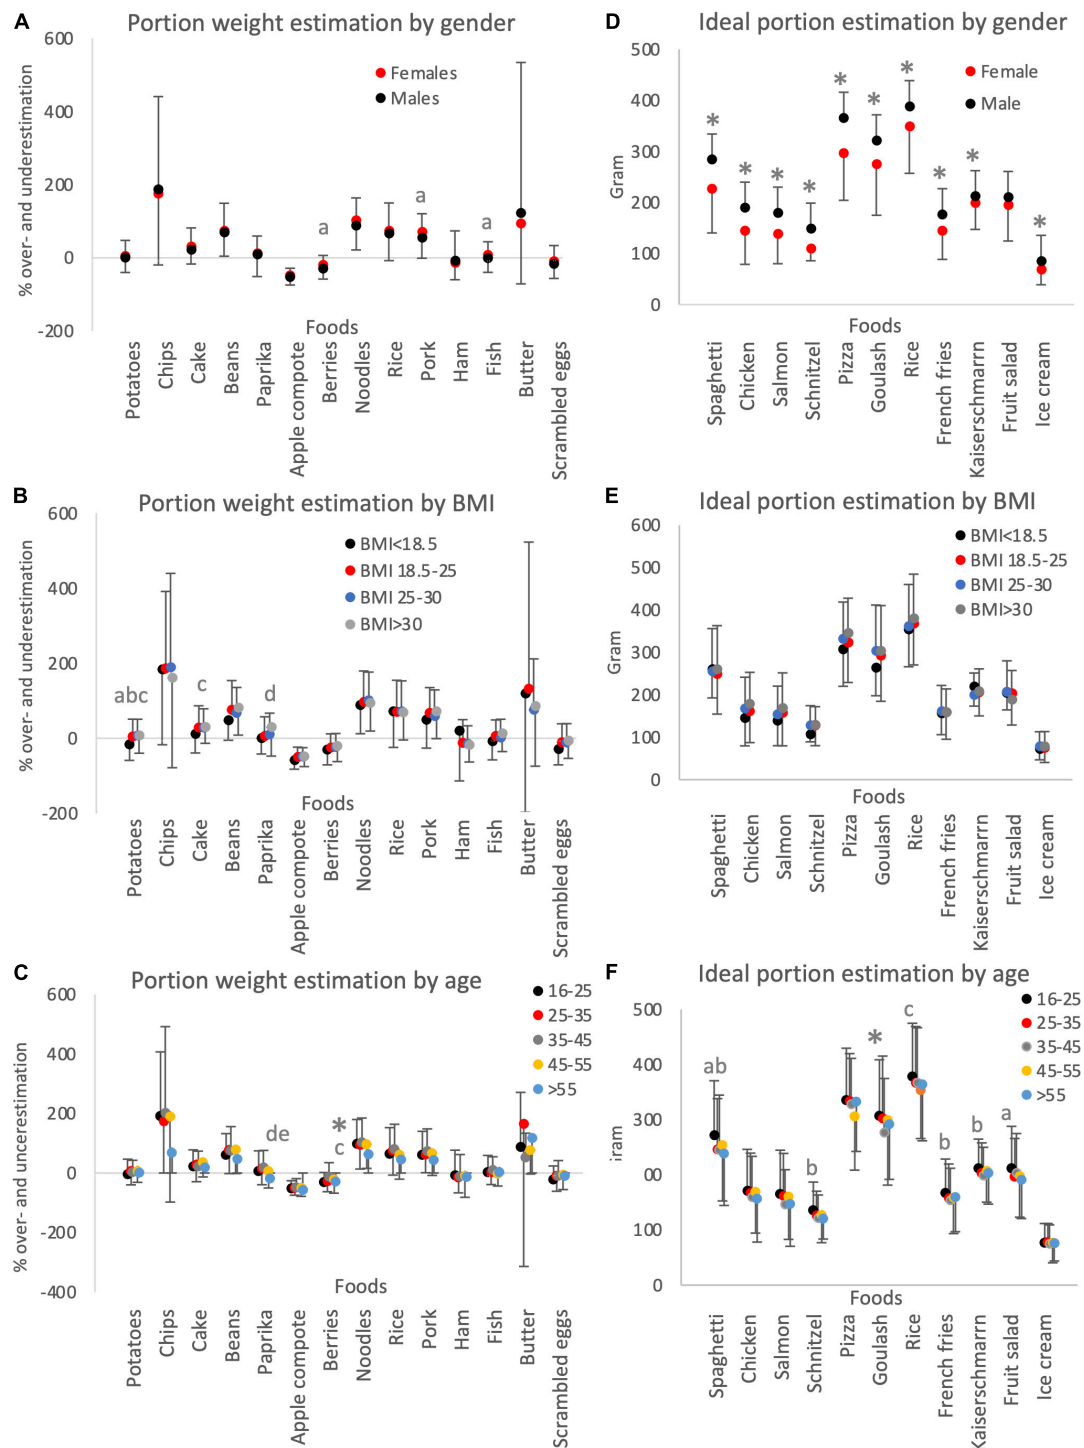 A
Portion weight estimation by gender
600
400
200
0
-200
% over- and underestimation
Females
Males
a
a
a
Foods
Potatoes
Chips
Cake
Beans
Paprika
Apple compote
Berries
Noodles
Rice
Pork
Ham
Fish
Butter
Scrambled eggs
D
Ideal portion estimation by gender
500
400
300
200
100
0
Gram
Female
Male
*
*
*
*
*
*
*
*
*
*
Foods
Spaghetti
Chicken
Salmon
Schnitzel
Pizza
Goulash
Rice
French fries
Kaiserschmarrn
Fruit salad
Ice cream
B
Portion weight estimation by BMI
600
400
200
0
-200
% over- and underestimation
BMI<18.5
BMI 18.5-25
BMI 25-30
BMI>30
abc
c
d
Foods
Potatoes
Chips
Cake
Beans
Paprika
Apple compote
Berries
Noodles
Rice
Pork
Ham
Fish
Butter
Scrambled eggs
E
Ideal portion estimation by BMI
600
500
400
300
200
100
0
Gram
BMI<18.5
BMI 18.5-25
BMI 25-30
BMI>30
Foods
Spaghetti
Chicken
Salmon
Schnitzel
Pizza
Goulash
Rice
French fries
Kaiserschmarrn
Fruit salad
Ice cream
C
Portion weight estimation by age
600
400
200
0
-200
-400
% over- and uncerestimation
16-25
25-35
35-45
45-55
>55
de
*
c
Foods
Potatoes
Chips
Cake
Beans
Paprika
Apple compote
Berries
Noodles
Rice
Pork
Ham
Fish
Butter
Scrambled eggs
F
Ideal portion estimation by age
500
400
300
00
100
0
iram
16-25
25-35
35-45
45-55
>55
ab
b
*
c
b
b
a
Foods
Spaghetti
Chicken
Salmon
Schnitzel
Pizza
Goulash
Rice
French fries
Kaiserschmarrn
Fruit salad
Ice cream